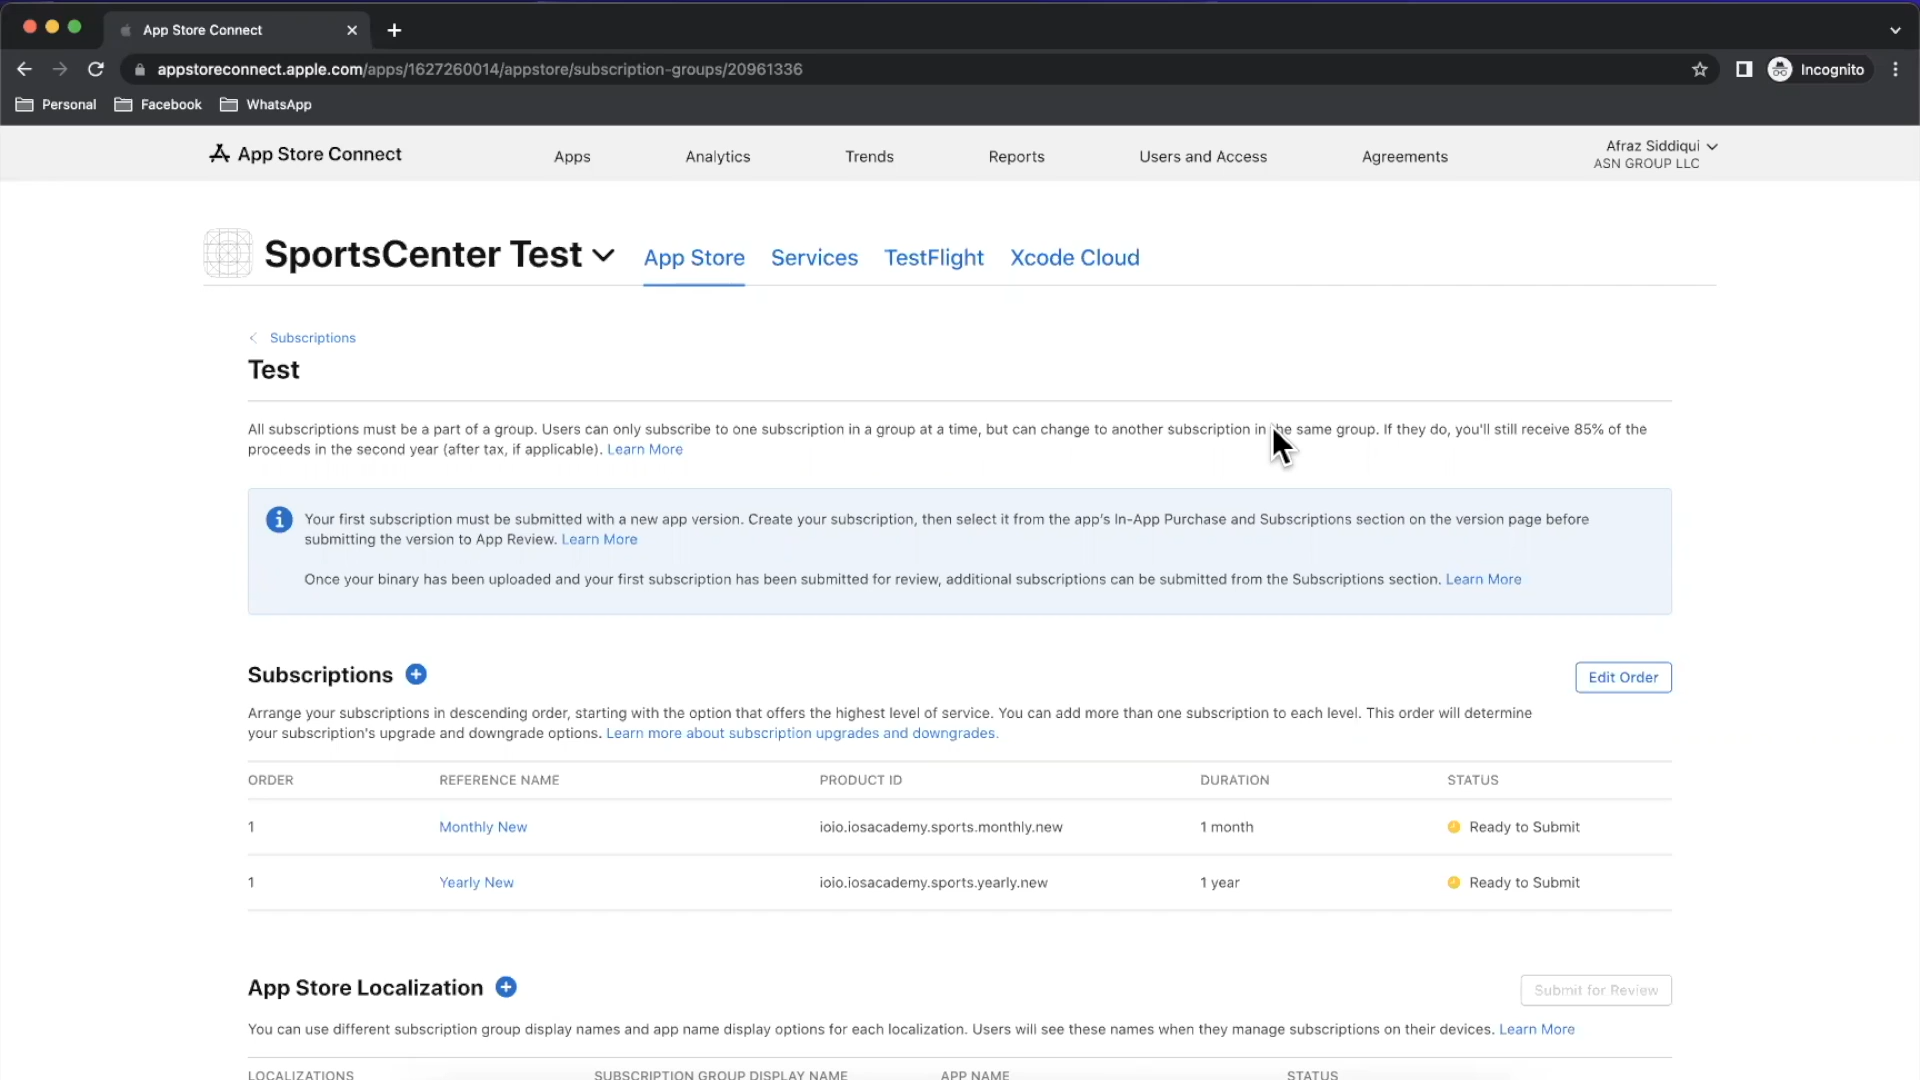 App Store Connect
appstoreconnect.apple.com/apps/1627260014/appstore/subscription-groups/20961336
Incognito
Personal
Facebook
WhatsApp
App Store Connect
Apps
Analytics
Trends
Reports
Users and Access
Agreements
Afraz Siddiqui
ASN GROUP LLC
SportsCenter Test
App Store
Services
TestFlight
Xcode Cloud
Subscriptions
Test
All subscriptions must be a part of a group. Users can only subscribe to one subscription in a group at a time, but can change to another subscription in the same group. If they do, you'll still receive 85% of the
proceeds in the second year (after tax, if applicable). Learn More
Your first subscription must be submitted with a new app version. Create your subscription, then select it from the app's In-App Purchase and Subscriptions section on the version page before
submitting the version to App Review. Learn More
Once your binary has been uploaded and your first subscription has been submitted for review, additional subscriptions can be submitted from the Subscriptions section. Learn More
Subscriptions
Edit Order
Arrange your subscriptions in descending order, starting with the option that offers the highest level of service. You can add more than one subscription to each level. This order will determine
your subscription's upgrade and downgrade options. Learn more about subscription upgrades and downgrades.
ORDER REFERENCE NAME PRODUCT ID DURATION STATUS
1 Monthly New ioio.iosacademy.sports.monthly.new 1 month Ready to Submit
1 Yearly New ioio.iosacademy.sports.yearly.new 1 year Ready to Submit
App Store Localization
Submit for Review
You can use different subscription group display names and app name display options for each localization. Users will see these names when they manage subscriptions on their devices. Learn More
LOCALIZATIONS SUBSCRIPTION GROUP DISPLAY NAME APP NAME STATUS